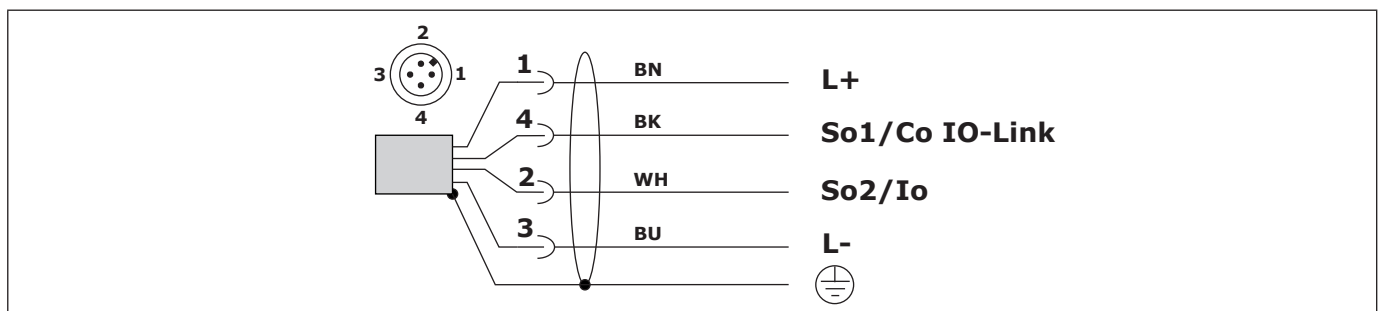 2
3 1
4
1 BN L+
4 BK So1/Co IO-Link
2 WH So2/Io
3 BU L-